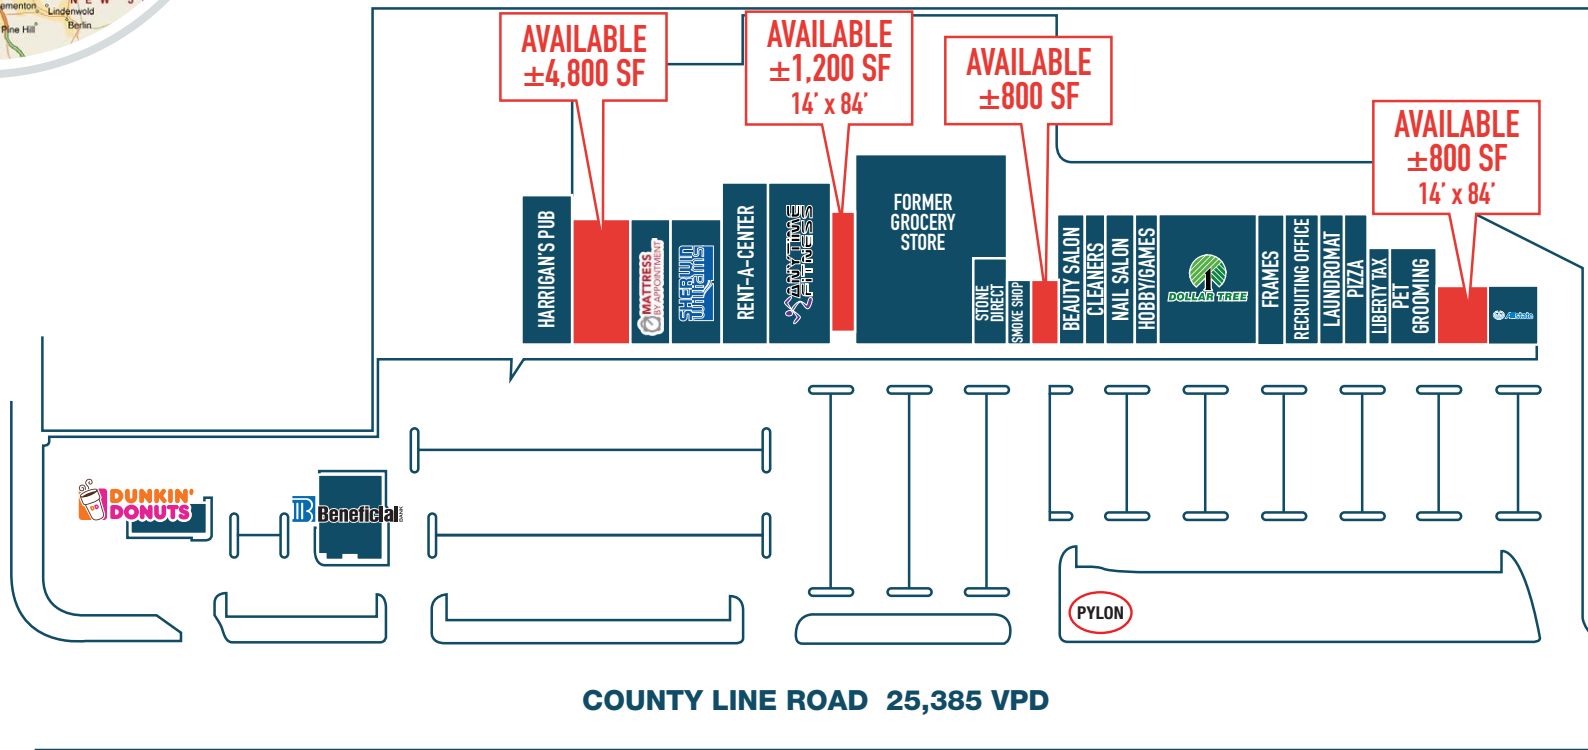 ementon
Lindenwold
N E W S
Pine Hill
Berlin
AVAILABLE
±4,800 SF
AVAILABLE
±1,200 SF
14' x 84'
AVAILABLE
±800 SF
AVAILABLE
±800 SF
14' x 84'
HARRIGAN'S PUB
MATTRESS
BY APPOINTMENT
SHERWIN
WILLIAMS
RENT-A-CENTER
ANYTIME
FITNESS
FORMER
GROCERY
STORE
STONE
DIRECT
SMOKE SHOP
BEAUTY SALON
CLEANERS
NAIL SALON
HOBBY/GAMES
1
DOLLAR TREE
FRAMES
RECRUITING OFFICE
LAUNDROMAT
PIZZA
LIBERTY TAX
PET
GROOMING
Allstate
DUNKIN'
DONUTS
B Beneficial
BANK
PYLON
COUNTY LINE ROAD 25,385 VPD